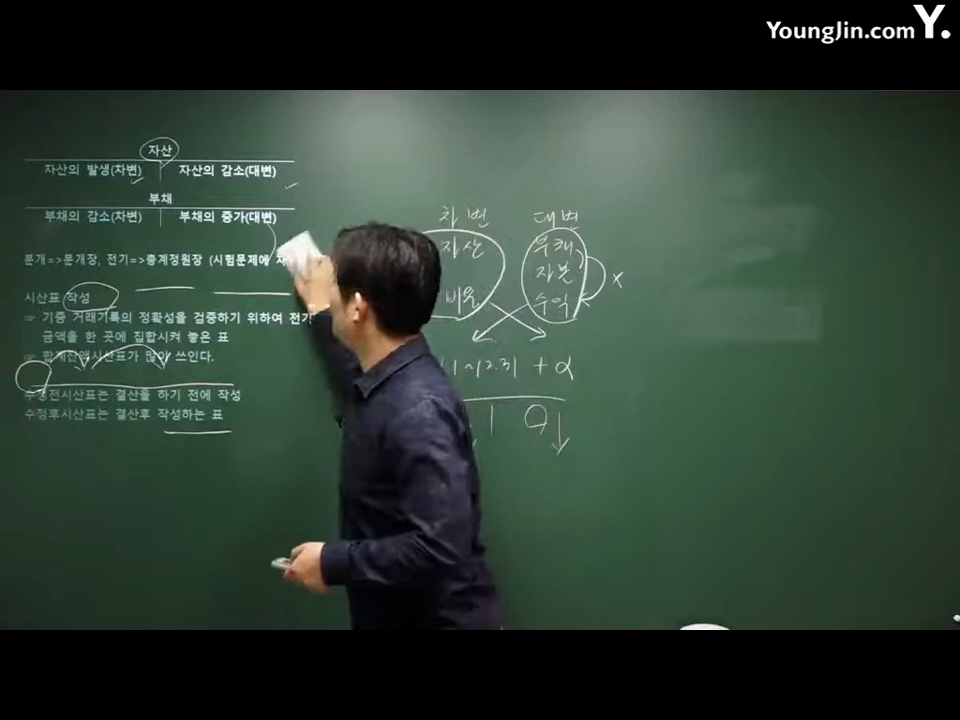 YoungJin.com Y.
자산
자산의 발생(차변) 자산의 감소(대변)
부채
부채의 감소(차변) 부채의 증가(대변)
분개=>분개장, 전기=>총계정원장 (시험문제에
시산표 작성
☞ 기중 거래기록의 정확성을 검증하기 위하여 전기
금액을 한 곳에 집합시켜 놓은 표
☞ 합계잔액시산표가 많이 쓰인다.
수정전시산표는 결산을 하기 전에 작성
수정후시산표는 결산후 작성하는 표
차변 대변
자산 부채
자본
비용 수익
x
12.31 + α